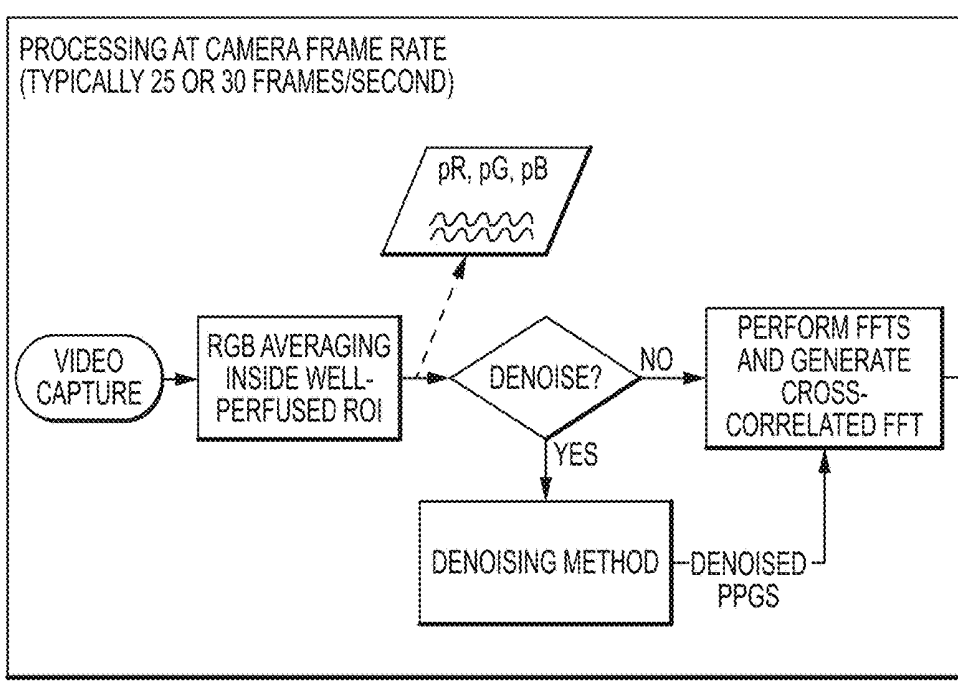 PROCESSING AT CAMERA FRAME RATE
(TYPICALLY 25 OR 30 FRAMES/SECOND)
pR, pG, pB
VIDEO
CAPTURE
RGB AVERAGING
INSIDE WELL-
PERFUSED ROI
DENOISE?
NO
PERFORM FFTS
AND GENERATE
CROSS-
CORRELATED FFT
YES
DENOISING METHOD
DENOISED
PPGS